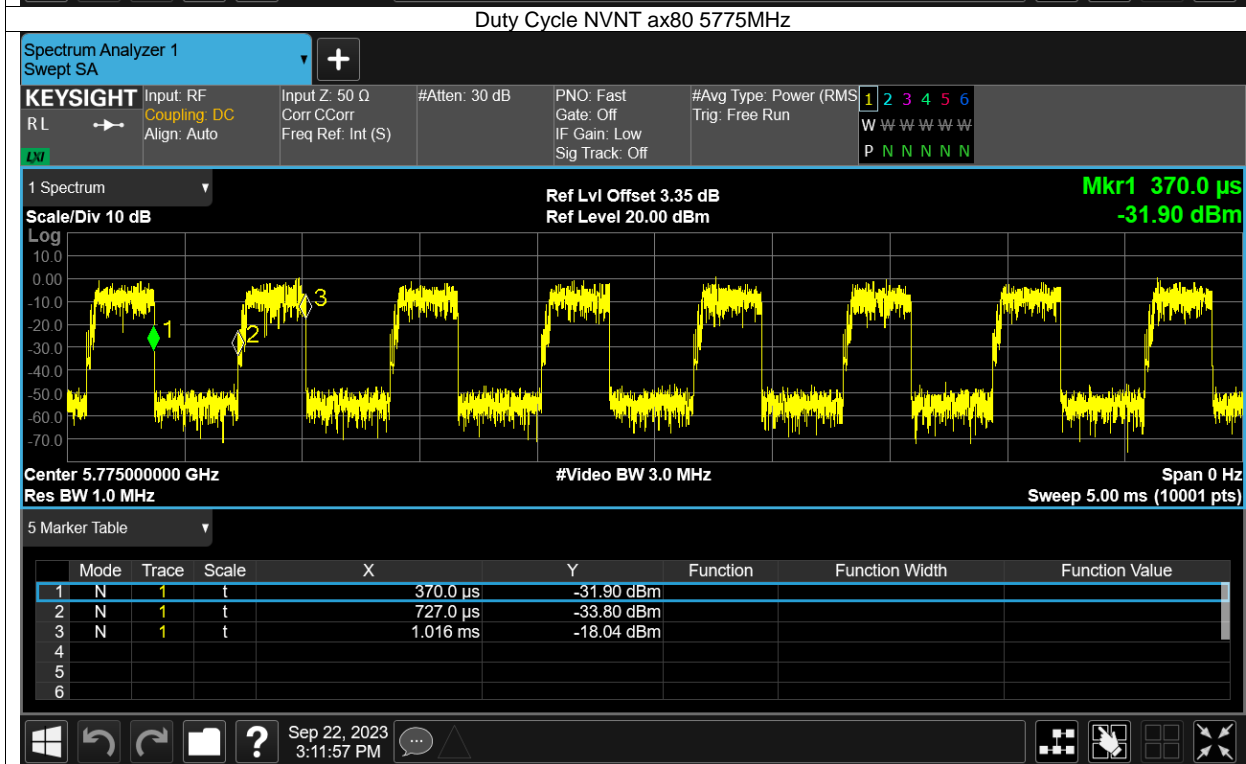 Duty Cycle NVNT ax80 5775MHz
Spectrum Analyzer 1
Swept SA
KEYSIGHT Input: RF Input Z: 50 Ω #Atten: 30 dB PNO: Fast #Avg Type: Power (RMS 1 2 3 4 5 6
RL Coupling: DC Corr CCorr Gate: Off Trig: Free Run W W W W W W
Align: Auto Freq Ref: Int (S) IF Gain: Low P N N N N N
LXI Sig Track: Off
1 Spectrum Ref Lvl Offset 3.35 dB Mkr1 370.0 µs
Scale/Div 10 dB Ref Level 20.00 dBm -31.90 dBm
Log
10.0
0.00
-10.0 3
-20.0
-30.0 1 2
-40.0
-50.0
-60.0
-70.0
Center 5.775000000 GHz #Video BW 3.0 MHz Span 0 Hz
Res BW 1.0 MHz Sweep 5.00 ms (10001 pts)
5 Marker Table
Mode Trace Scale X Y Function Function Width Function Value
1 N 1 t 370.0 µs -31.90 dBm
2 N 1 t 727.0 µs -33.80 dBm
3 N 1 t 1.016 ms -18.04 dBm
4
5
6
? Sep 22, 2023
3:11:57 PM